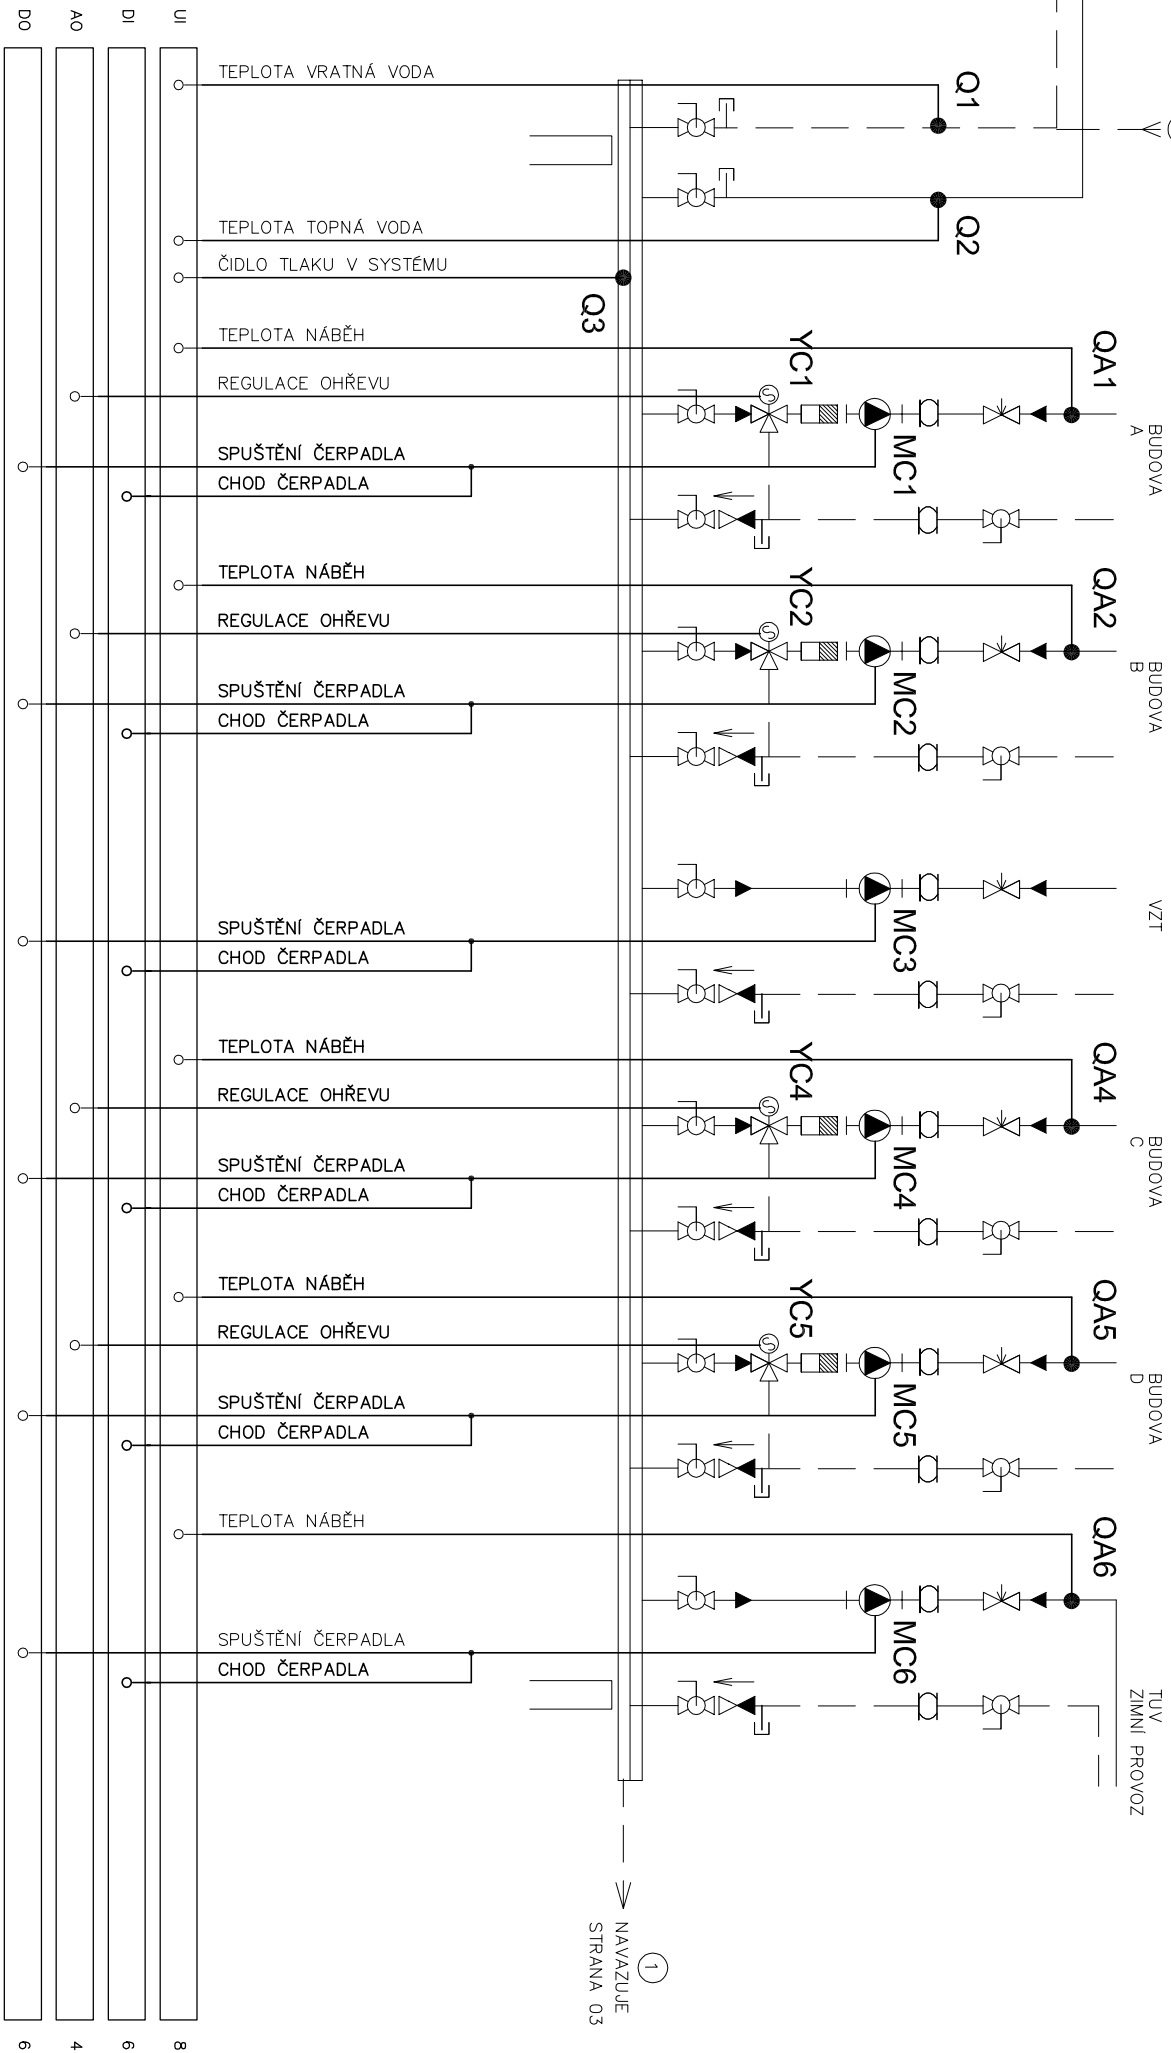 UI
DI
AO
DO
TEPLOTA VRATNÁ VODA
Q1
Q2
TEPLOTA TOPNÁ VODA
ČIDLO TLAKU V SYSTÉMU
Q3
TEPLOTA NÁBĚH
QA1
REGULACE OHŘEVU
YC1
BUDOVA
A
SPUŠTĚNÍ ČERPADLA
MC1
CHOD ČERPADLA
TEPLOTA NÁBĚH
QA2
REGULACE OHŘEVU
YC2
BUDOVA
B
SPUŠTĚNÍ ČERPADLA
MC2
CHOD ČERPADLA
VZT
SPUŠTĚNÍ ČERPADLA
MC3
CHOD ČERPADLA
TEPLOTA NÁBĚH
QA4
REGULACE OHŘEVU
YC4
BUDOVA
C
SPUŠTĚNÍ ČERPADLA
MC4
CHOD ČERPADLA
TEPLOTA NÁBĚH
QA5
REGULACE OHŘEVU
YC5
BUDOVA
D
SPUŠTĚNÍ ČERPADLA
MC5
CHOD ČERPADLA
TEPLOTA NÁBĚH
QA6
SPUŠTĚNÍ ČERPADLA
MC6
CHOD ČERPADLA
TUV
ZIMNÍ PROVOZ
1
NAVAZUJE
STRANA 03
8
6
4
6